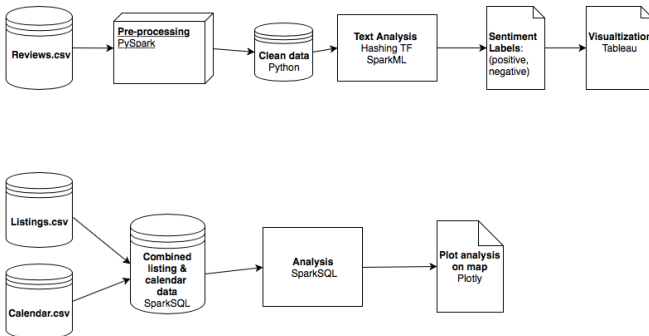 Reviews.csv
Pre-processing
PySpark
Clean data
Python
Text Analysis
Hashing TF
SparkML
Sentiment
Labels:
(positive,
negative)
Visualtization
Tableau
Listings.csv
Calendar.csv
Combined
listing &
calendar
data
SparkSQL
Analysis
SparkSQL
Plot analysis
on map
Plotly